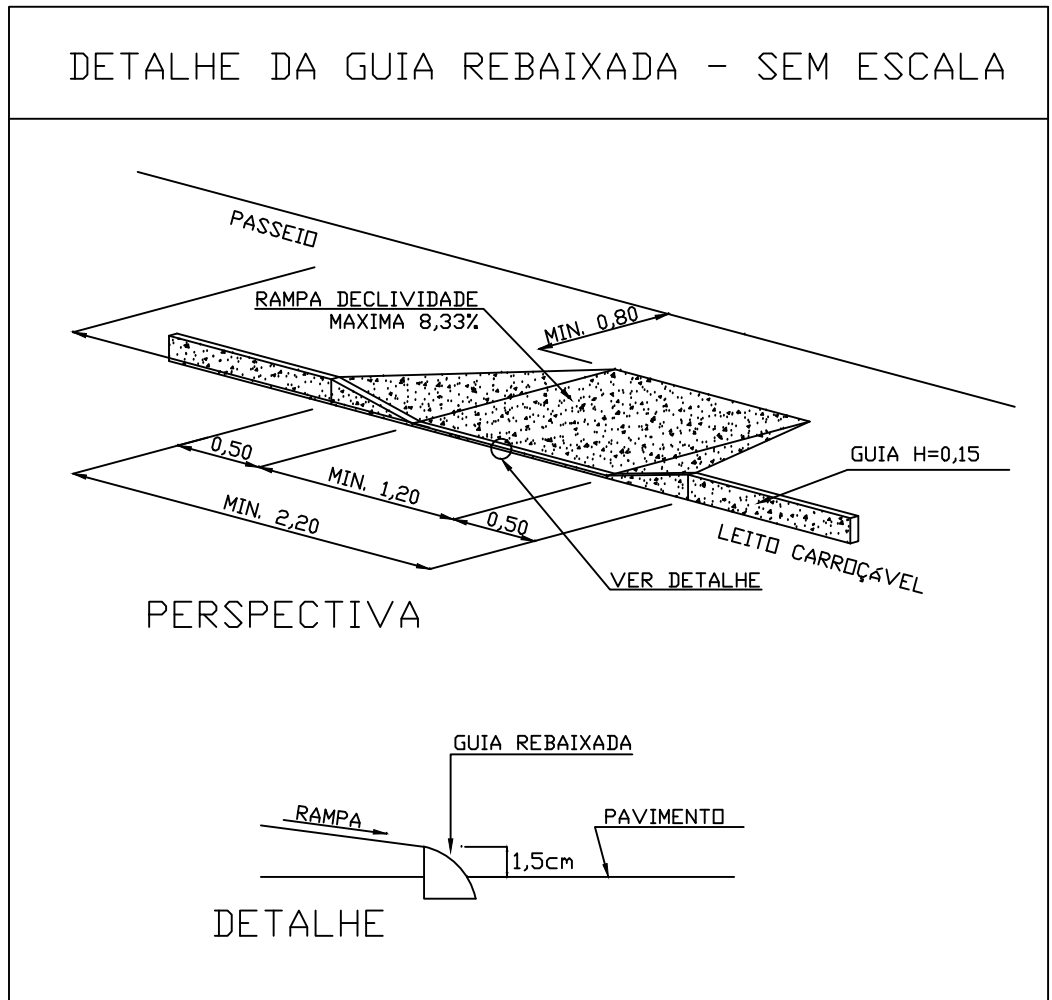 DETALHE DA GUIA REBAIXADA - SEM ESCALA
PASSEIO
RAMPA DECLIVIDADE
MAXIMA 8,33%
MIN. 0,80
GUIA H=0,15
0,50
MIN. 1,20
0,50
MIN. 2,20
LEITO CARROÇáVEL
VER DETALHE
PERSPECTIVA
GUIA REBAIXADA
RAMPA
PAVIMENTO
1,5cm
DETALHE